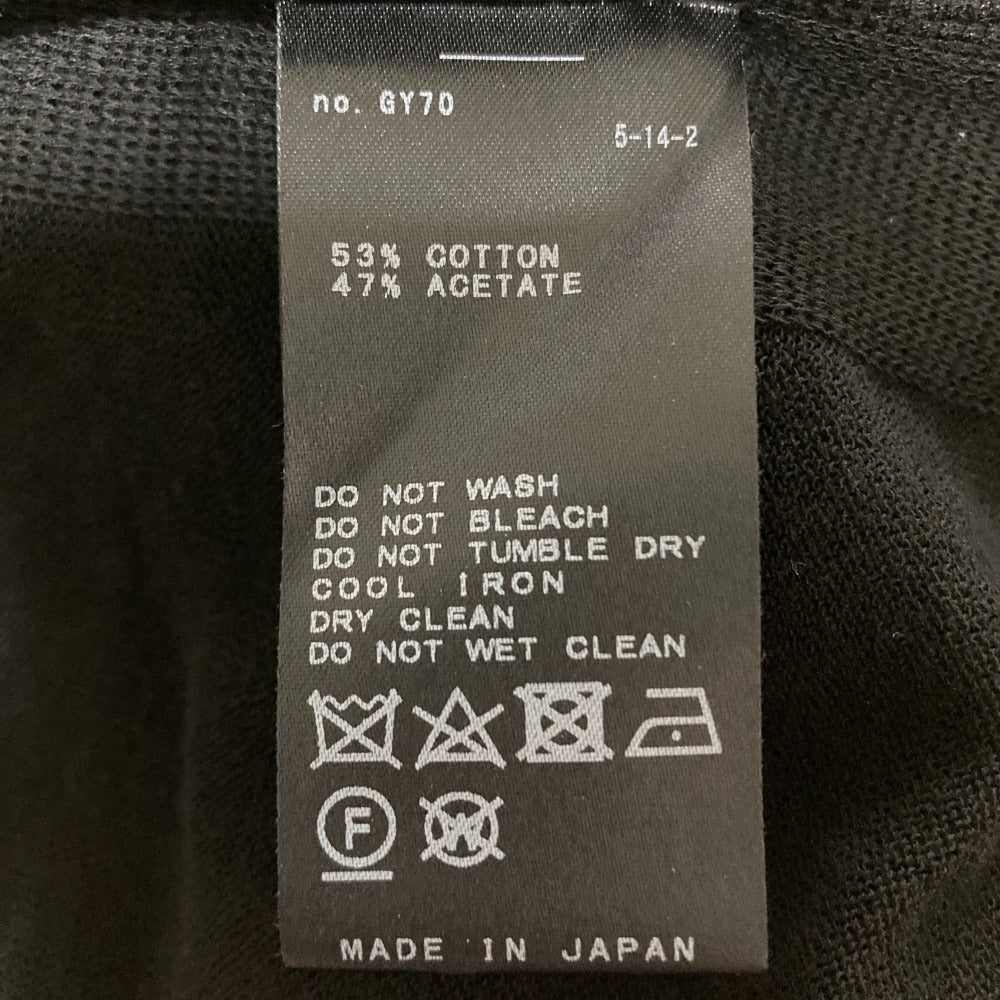 no. GY70
5-14-2
53% COTTON
47% ACETATE
DO NOT WASH
DO NOT BLEACH
DO NOT TUMBLE DRY
COOL IRON
DRY CLEAN
DO NOT WET CLEAN
F W
MADE IN JAPAN